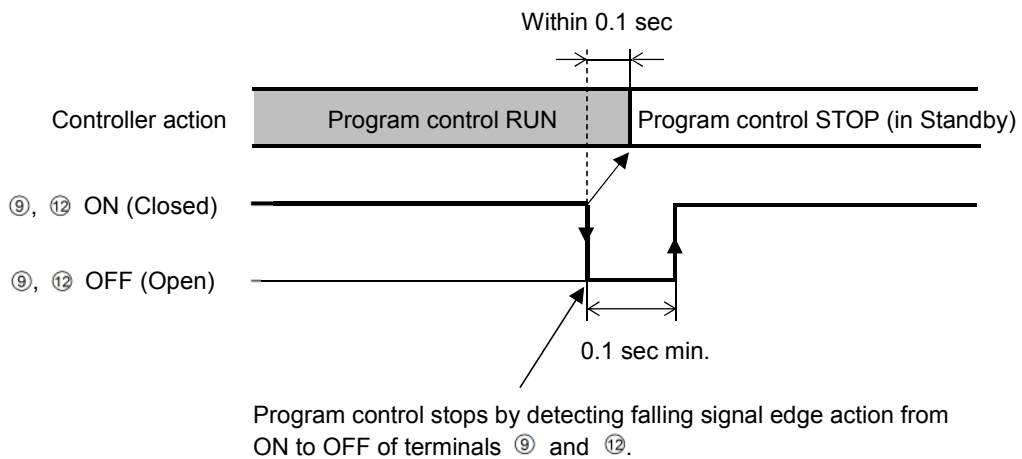 Within 0.1 sec
Controller action
Program control RUN
Program control STOP (in Standby)
⑨, ⑫ ON (Closed)
⑨, ⑫ OFF (Open)
0.1 sec min.
Program control stops by detecting falling signal edge action from
ON to OFF of terminals ⑨ and ⑫.